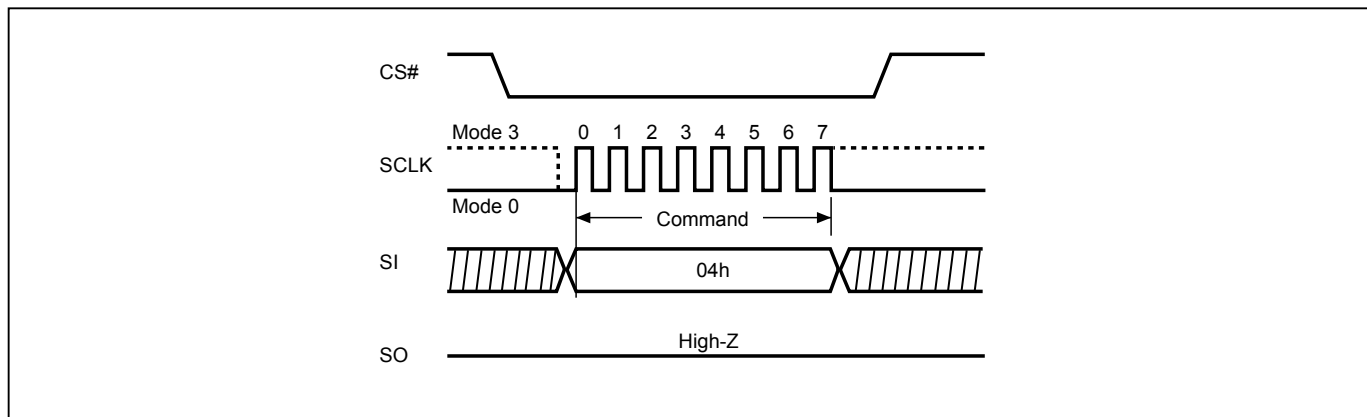 CS#
Mode 3 0 1 2 3 4 5 6 7
SCLK
Mode 0
Command
SI
04h
High-Z
SO